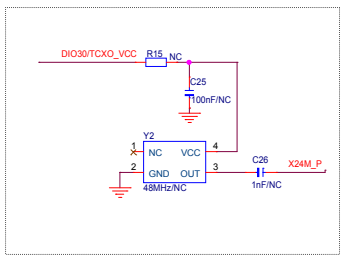 DIO30/TCXO_VCC R15 NC
C25
100nF/NC
Y2
1 NC VCC 4
2 GND OUT 3
48MHz/NC
C26
1nF/NC
X24M_P